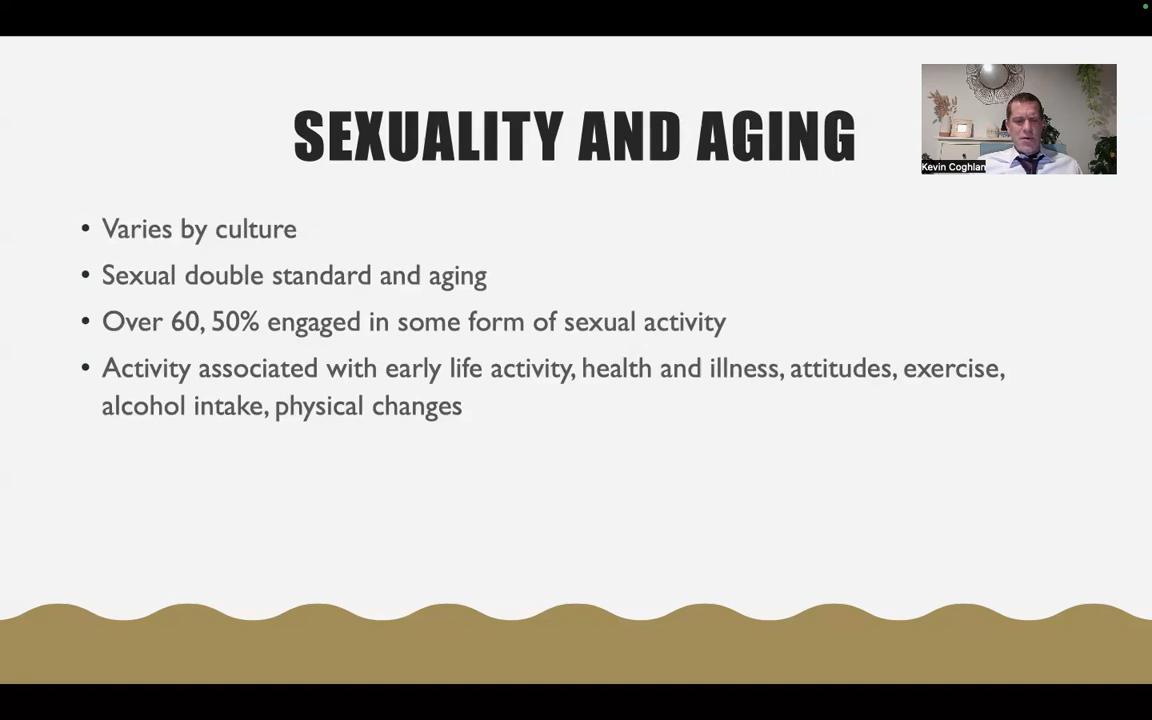 SEXUALITY AND AGING
Kevin Coghlan
• Varies by culture
• Sexual double standard and aging
• Over 60, 50% engaged in some form of sexual activity
• Activity associated with early life activity, health and illness, attitudes, exercise,
alcohol intake, physical changes